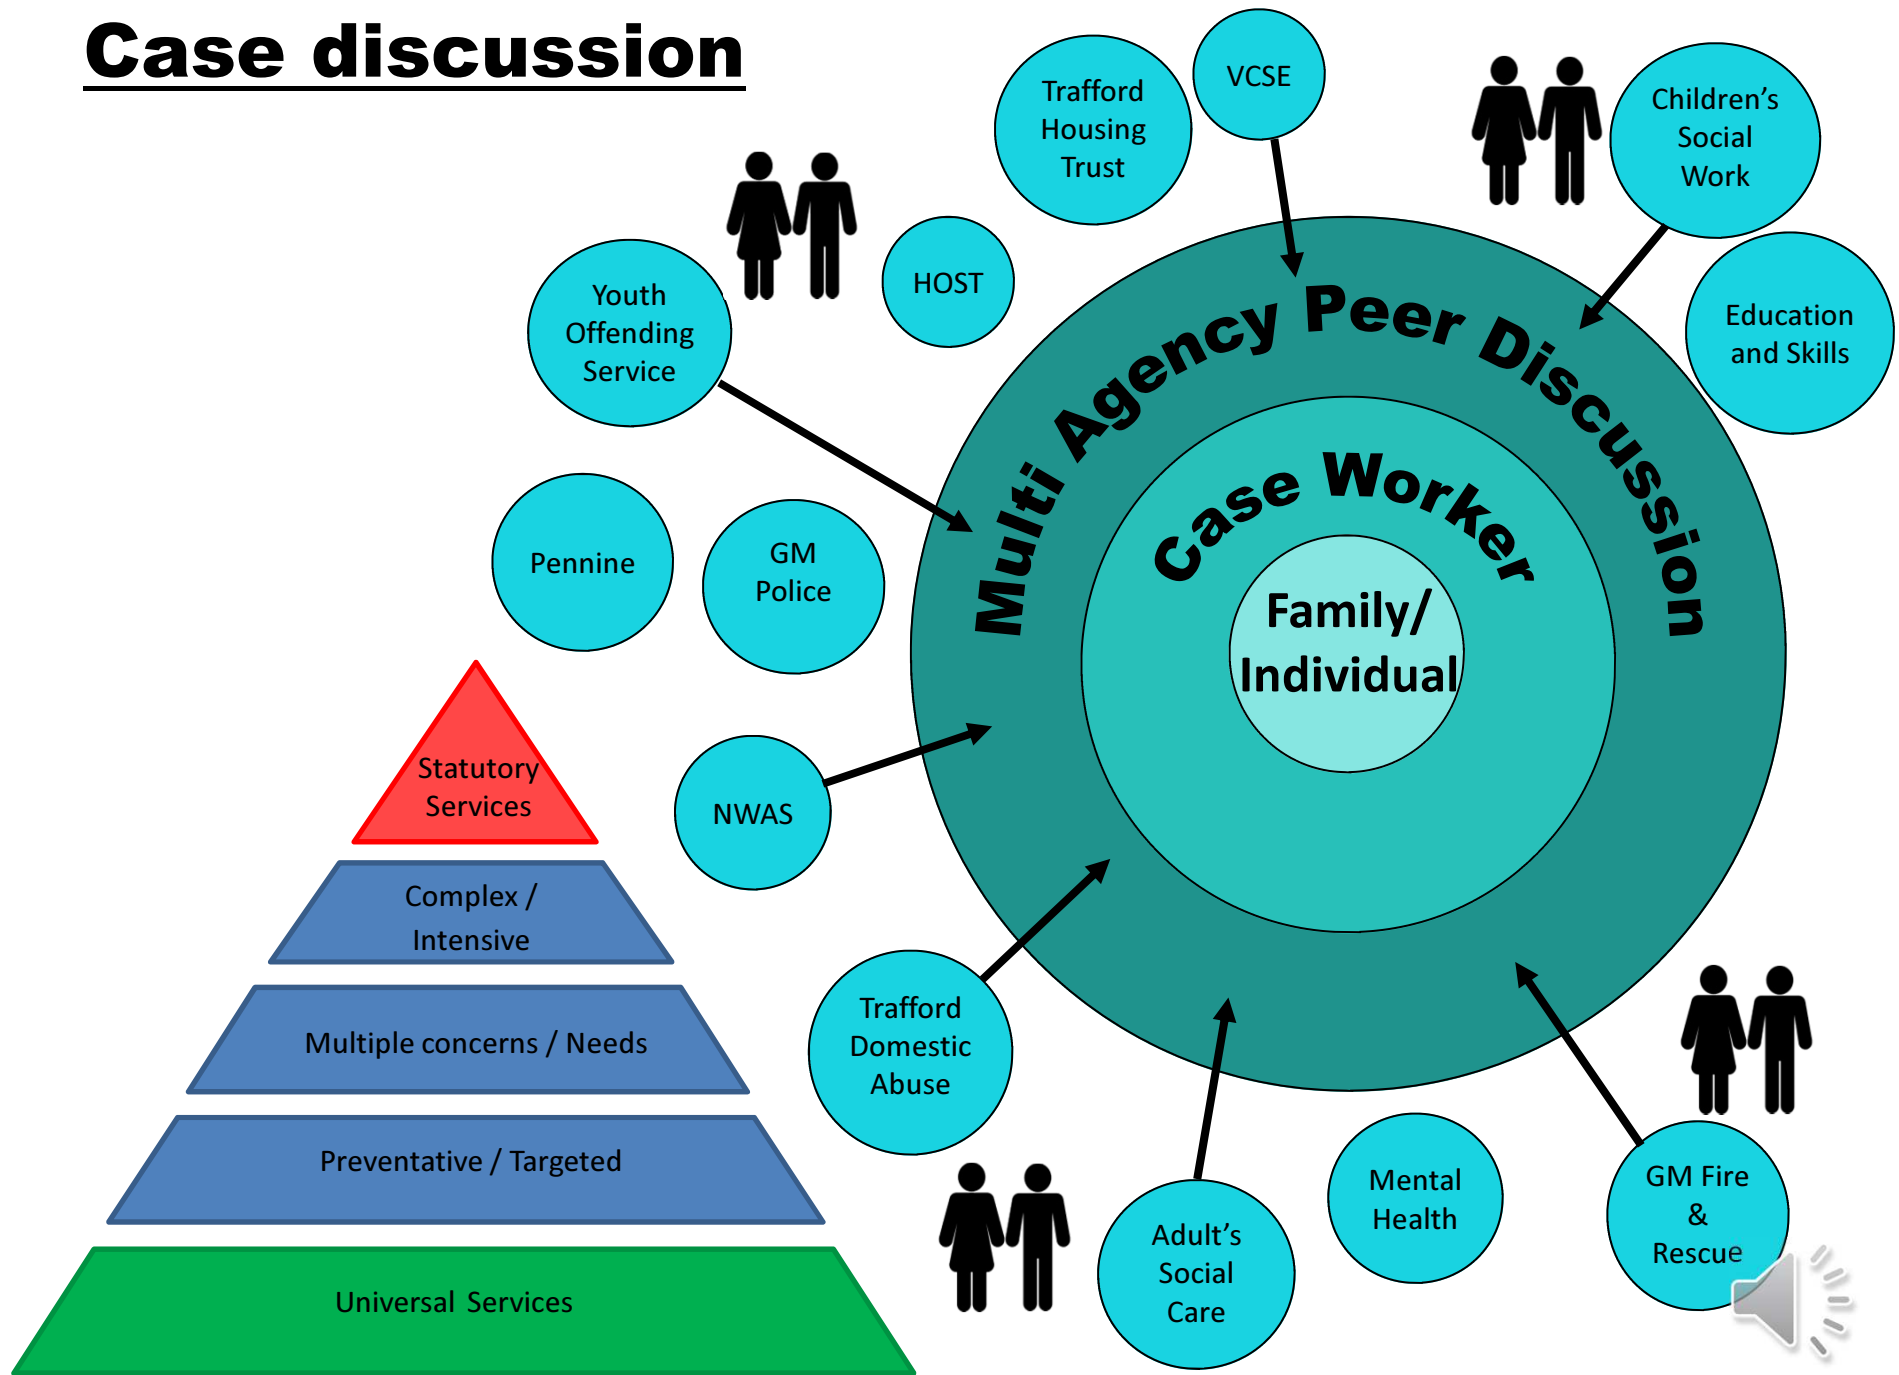 Case discussion
Trafford
Housing
Trust
VCSE
Children’s
Social
Work
HOST
Youth
Offending
Service
Education
and Skills
Multi Agency Peer Discussion
Case Worker
Family/
Individual
Pennine
GM
Police
NWAS
Statutory
Services
Complex /
Intensive
Multiple concerns / Needs
Preventative / Targeted
Universal Services
Trafford
Domestic
Abuse
Adult’s
Social
Care
Mental
Health
GM Fire
&
Rescue